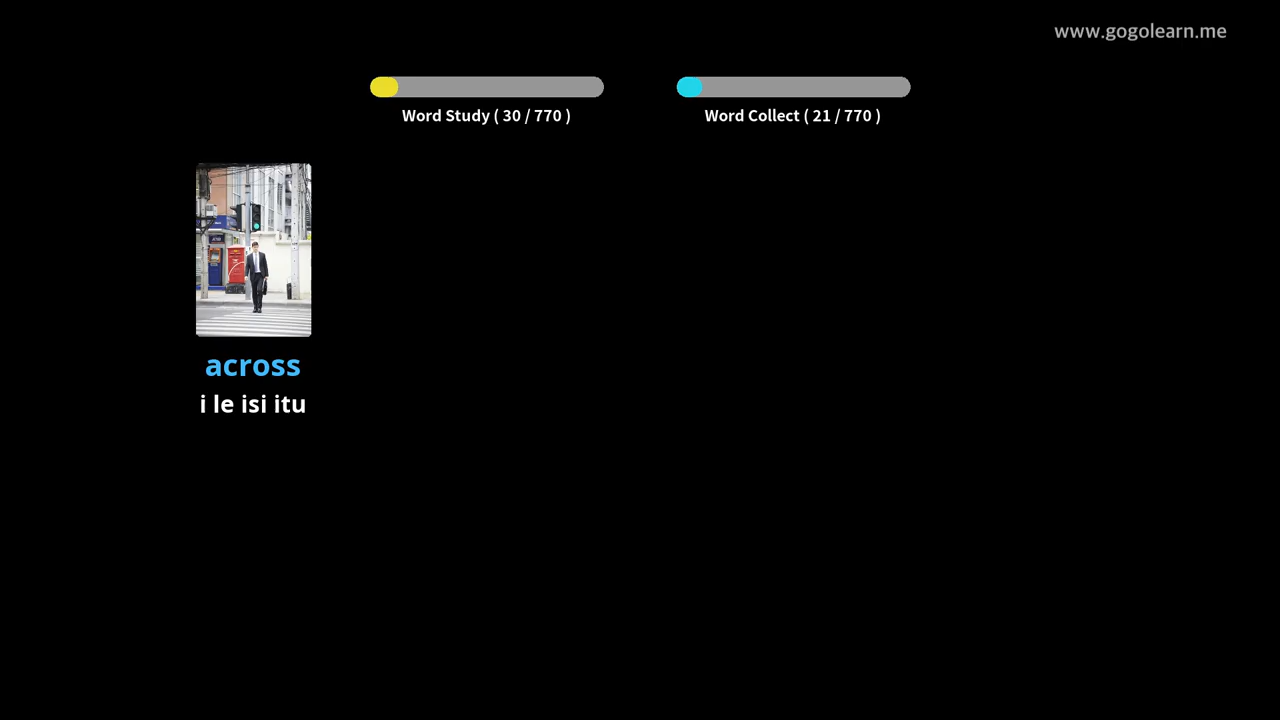 www.gogolearn.me
Word Study ( 30 / 770 )
Word Collect ( 21 / 770 )
across
i le isi itu